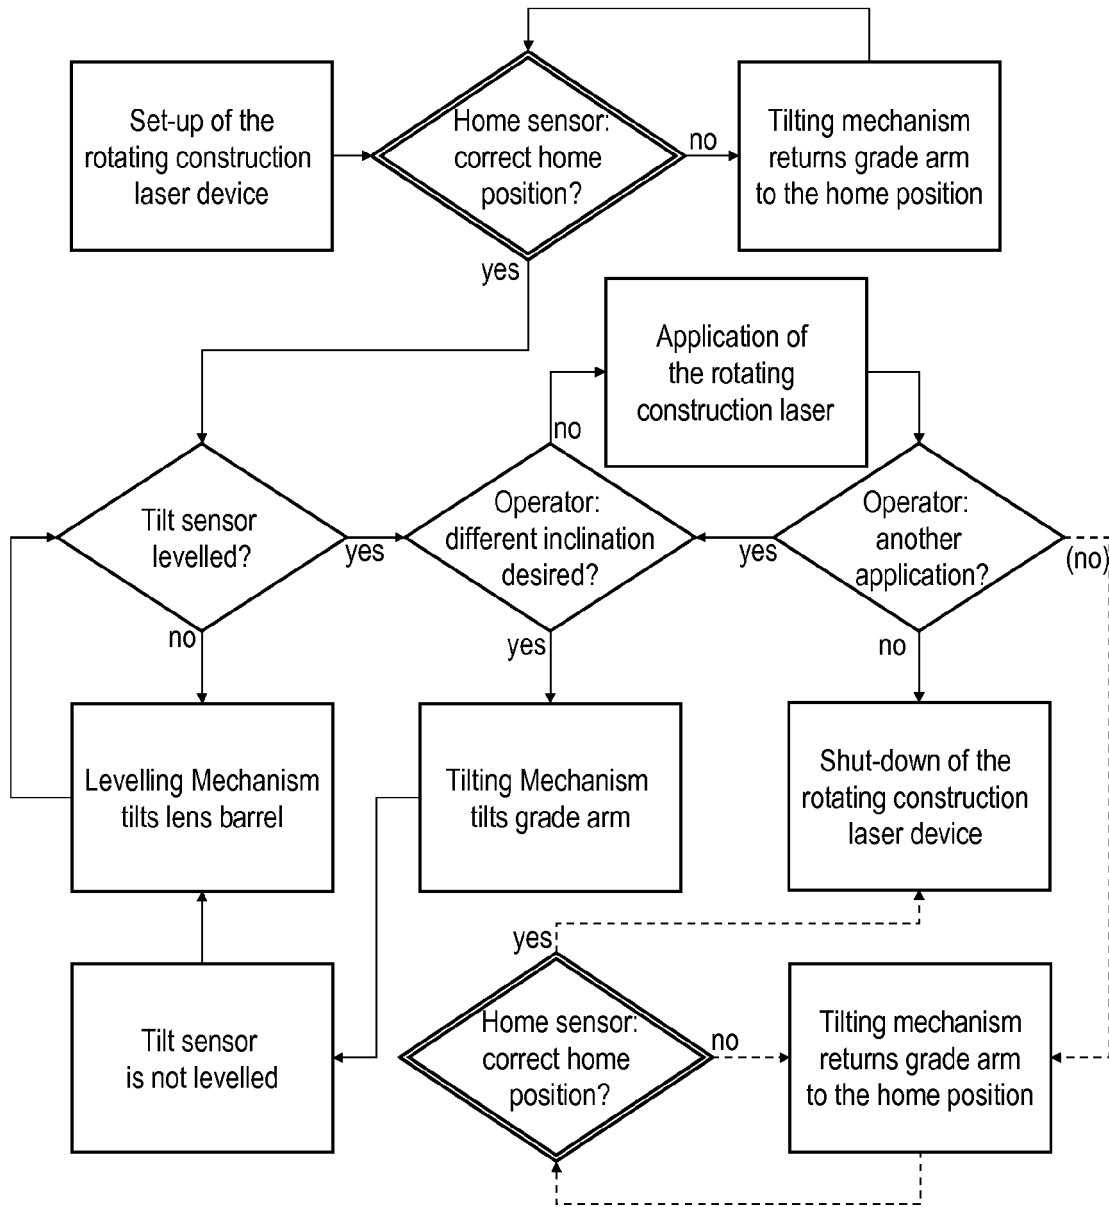 Set-up of the
rotating construction
laser device
Home sensor:
correct home
position?
no
Tilting mechanism
returns grade arm
to the home position
yes
Application of
the rotating
construction laser
no
Tilt sensor
levelled?
yes
Operator:
different inclination
desired?
yes
Operator:
another
application?
(no)
no
yes
no
Levelling Mechanism
tilts lens barrel
Tilting Mechanism
tilts grade arm
Shut-down of the
rotating construction
laser device
yes
Tilt sensor
is not levelled
Home sensor:
correct home
position?
no
Tilting mechanism
returns grade arm
to the home position